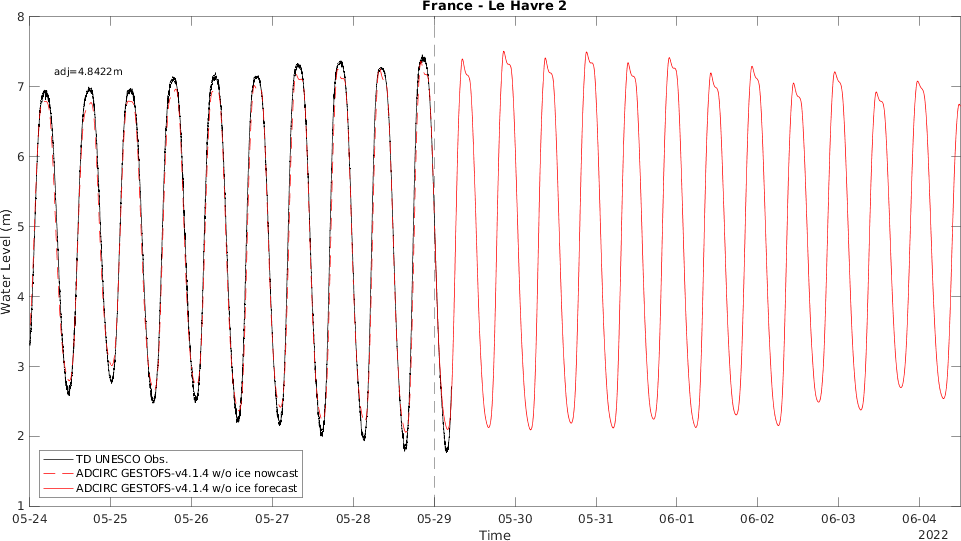 France - Le Havre 2
adj=4.8422m
8
7
6
5
4
3
2
1
Water Level (m)
TD UNESCO Obs.
ADCIRC GESTOFS-v4.1.4 w/o ice nowcast
ADCIRC GESTOFS-v4.1.4 w/o ice forecast
05-24 05-25 05-26 05-27 05-28 05-29 05-30 05-31 06-01 06-02 06-03 06-04
Time
2022